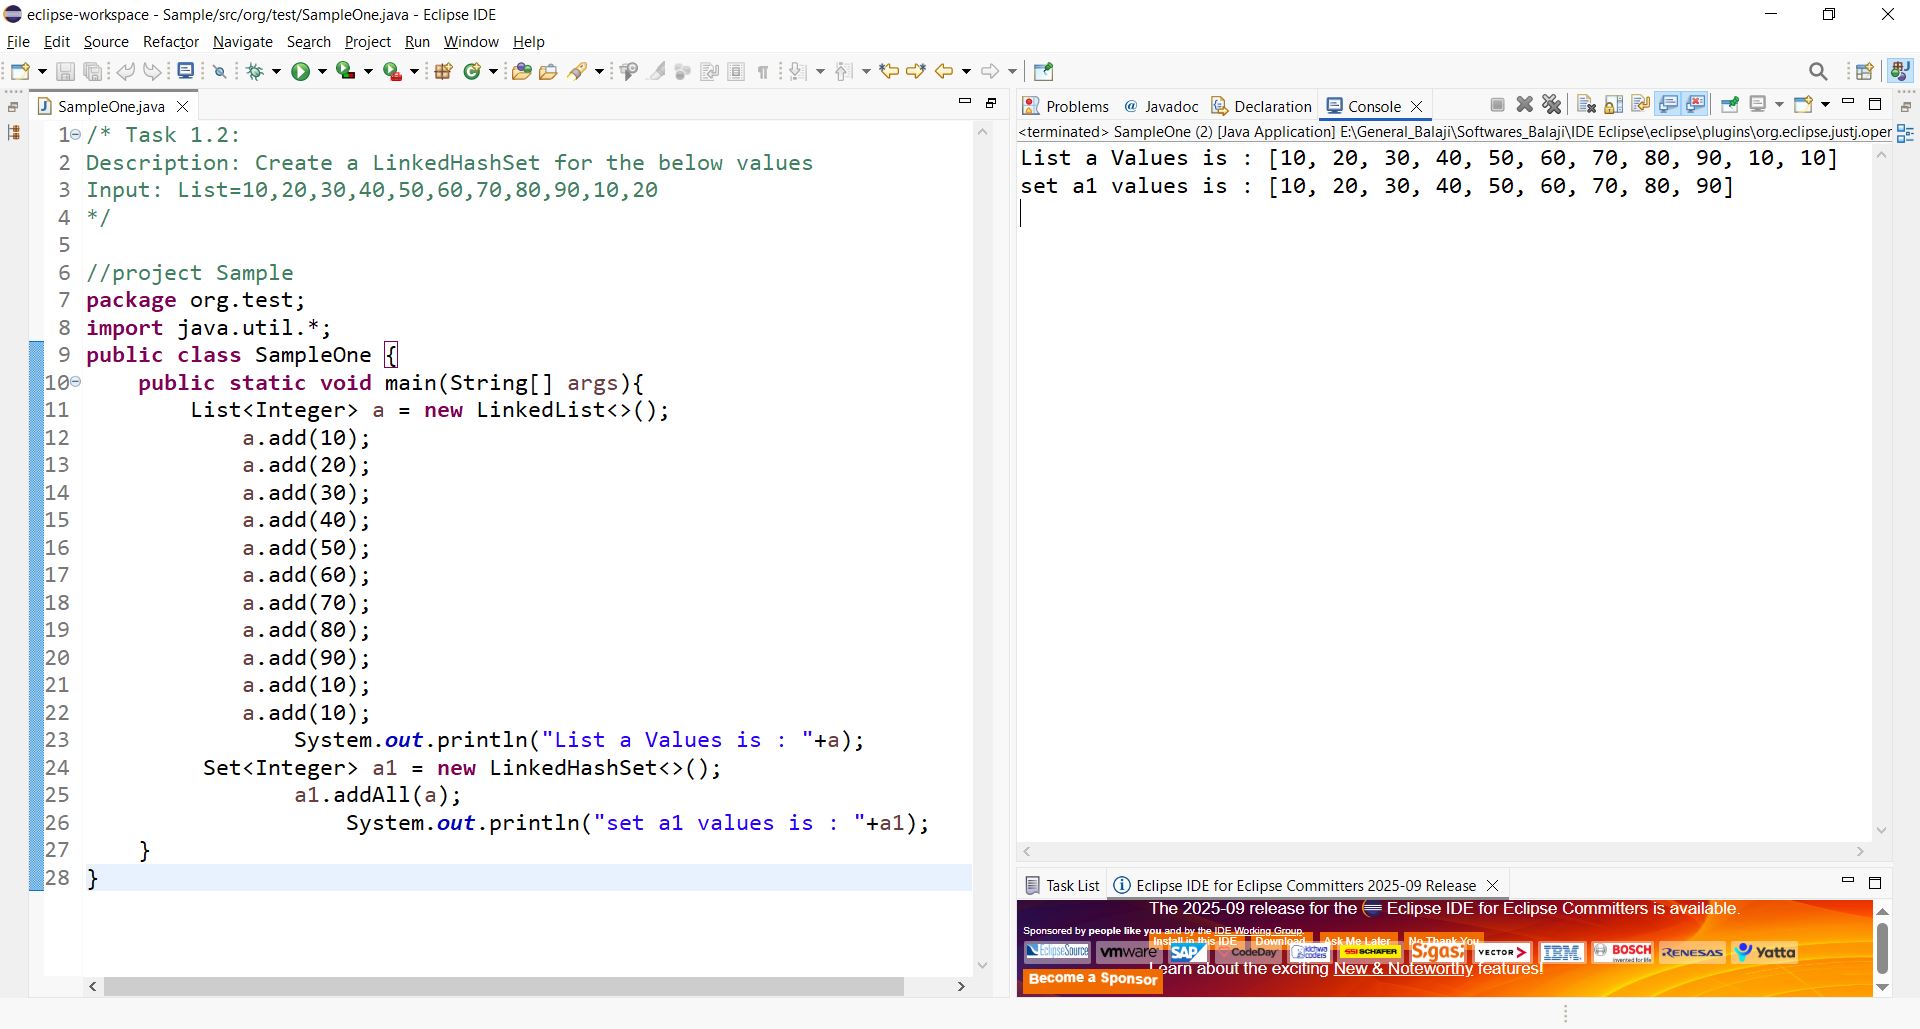 eclipse-workspace - Sample/src/org/test/SampleOne.java - Eclipse IDE
File Edit Source Refactor Navigate Search Project Run Window Help
SampleOne.java
1 /* Task 1.2:
2 Description: Create a LinkedHashSet for the below values
3 Input: List=10,20,30,40,50,60,70,80,90,10,20
4 */
5
6 //project Sample
7 package org.test;
8 import java.util.*;
9 public class SampleOne {
10 public static void main(String[] args){
11 List<Integer> a = new LinkedList<>();
12 a.add(10);
13 a.add(20);
14 a.add(30);
15 a.add(40);
16 a.add(50);
17 a.add(60);
18 a.add(70);
19 a.add(80);
20 a.add(90);
21 a.add(10);
22 a.add(10);
23 System.out.println("List a Values is : "+a);
24 Set<Integer> a1 = new LinkedHashSet<>();
25 a1.addAll(a);
26 System.out.println("set a1 values is : "+a1);
27 }
28 }
Problems Javadoc Declaration Console
<terminated> SampleOne (2) [Java Application] E:\General_Balaji\Softwares_Balaji\IDE Eclipse\eclipse\plugins\org.eclipse.justj.oper
List a Values is : [10, 20, 30, 40, 50, 60, 70, 80, 90, 10, 10]
set a1 values is : [10, 20, 30, 40, 50, 60, 70, 80, 90]
Task List Eclipse IDE for Eclipse Committers 2025-09 Release
The 2025-09 release for the Eclipse IDE for Eclipse Committers is available.
Sponsored by people like you and by the IDE Working Group.
Install in this IDE Download Ask Me Later No Thank You
EclipseSource vmware SAP CodeDay SSI SCHAFER Sigasi VECTOR IBM BOSCH RENESAS Yatta
Learn about the exciting New & Noteworthy features!
Become a Sponsor